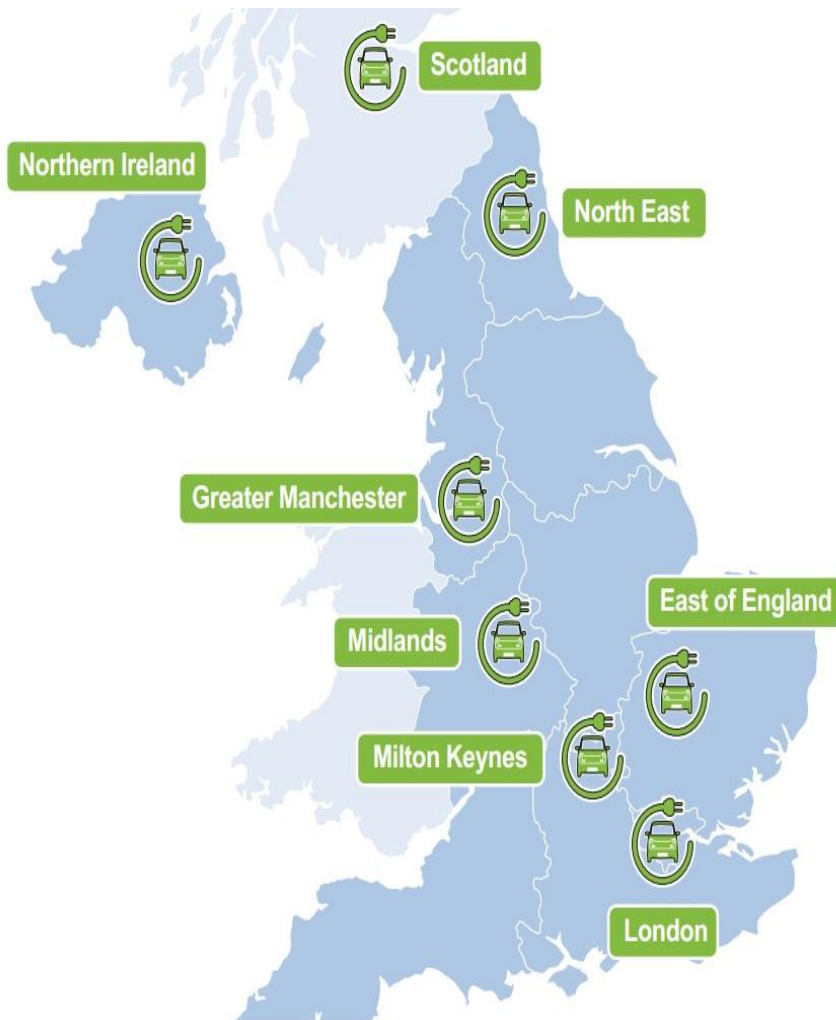 Scotland
Northern Ireland
North East
Greater Manchester
East of England
Midlands
Milton Keynes
London